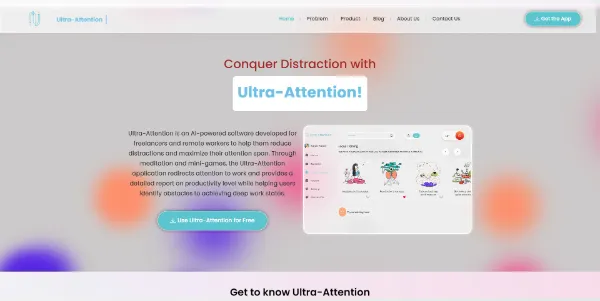 Ultra-Attention
Home Problem Product Blog About Us Contact Us
Get the App
Conquer Distraction with
Ultra-Attention!
Ultra-Attention is an AI-powered software developed for
freelancers and remote workers to help them reduce
distractions and maximize their attention span. Through
meditation and mini-games, the Ultra-Attention
application redirects attention to work and provides a
detailed report on productivity level while helping users
identify obstacles to achieving deep work states.
Use Ultra-Attention for Free
Get to know Ultra-Attention